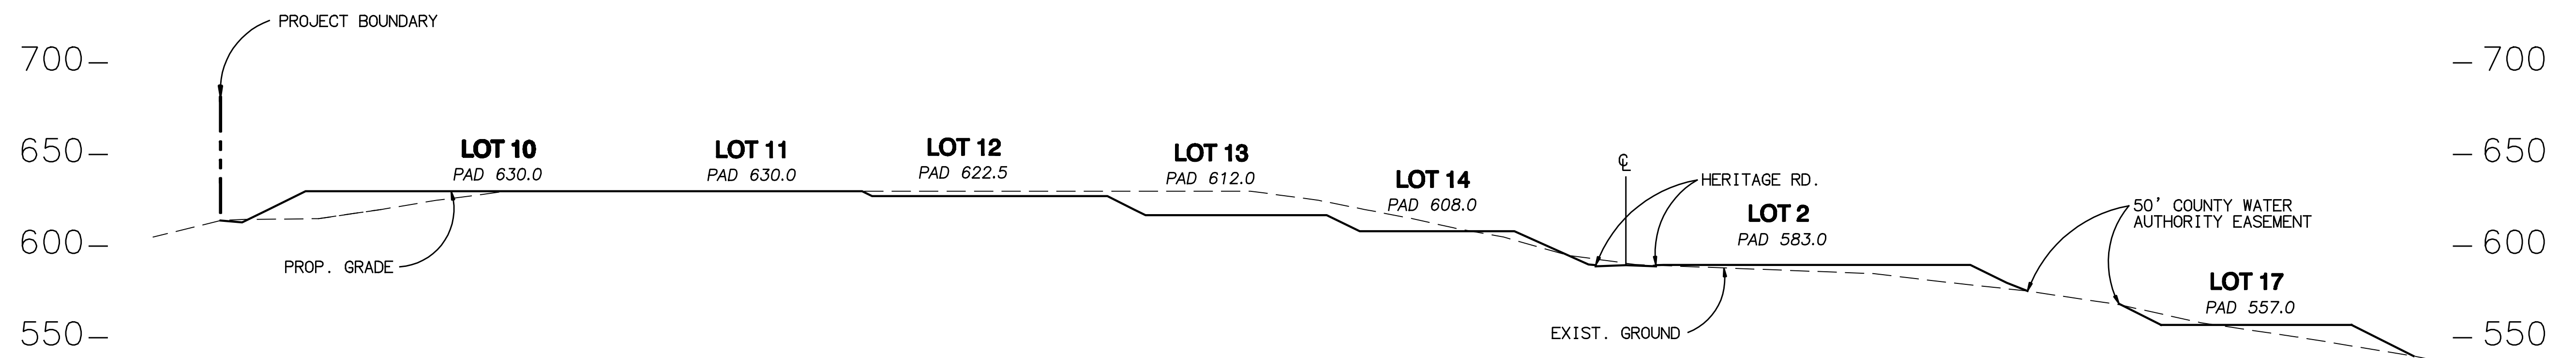 PROJECT BOUNDARY
700
700
650
LOT 10
PAD 630.0
LOT 11
PAD 630.0
LOT 12
PAD 622.5
LOT 13
PAD 612.0
LOT 14
PAD 608.0
℄
HERITAGE RD.
650
600
PROP. GRADE
LOT 2
PAD 583.0
50' COUNTY WATER
AUTHORITY EASEMENT
600
550
EXIST. GROUND
LOT 17
PAD 557.0
550